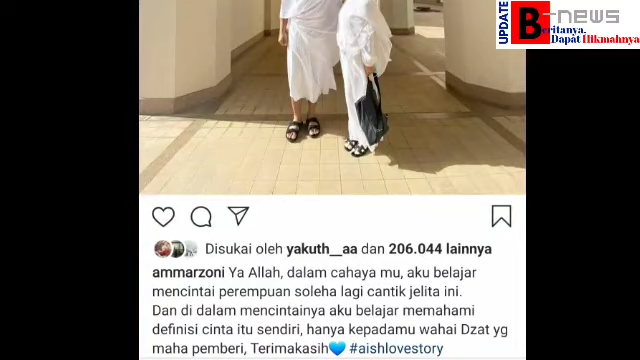 UPDATE
B-news
Beritanya.
Dapat Hikmahnya
Disukai oleh yakuth__aa dan 206.044 lainnya
ammarzoni Ya Allah, dalam cahaya mu, aku belajar
mencintai perempuan soleha lagi cantik jelita ini.
Dan di dalam mencintainya aku belajar memahami
definisi cinta itu sendiri, hanya kepadamu wahai Dzat yg
maha pemberi, Terimakasih💙 #aishlovestory